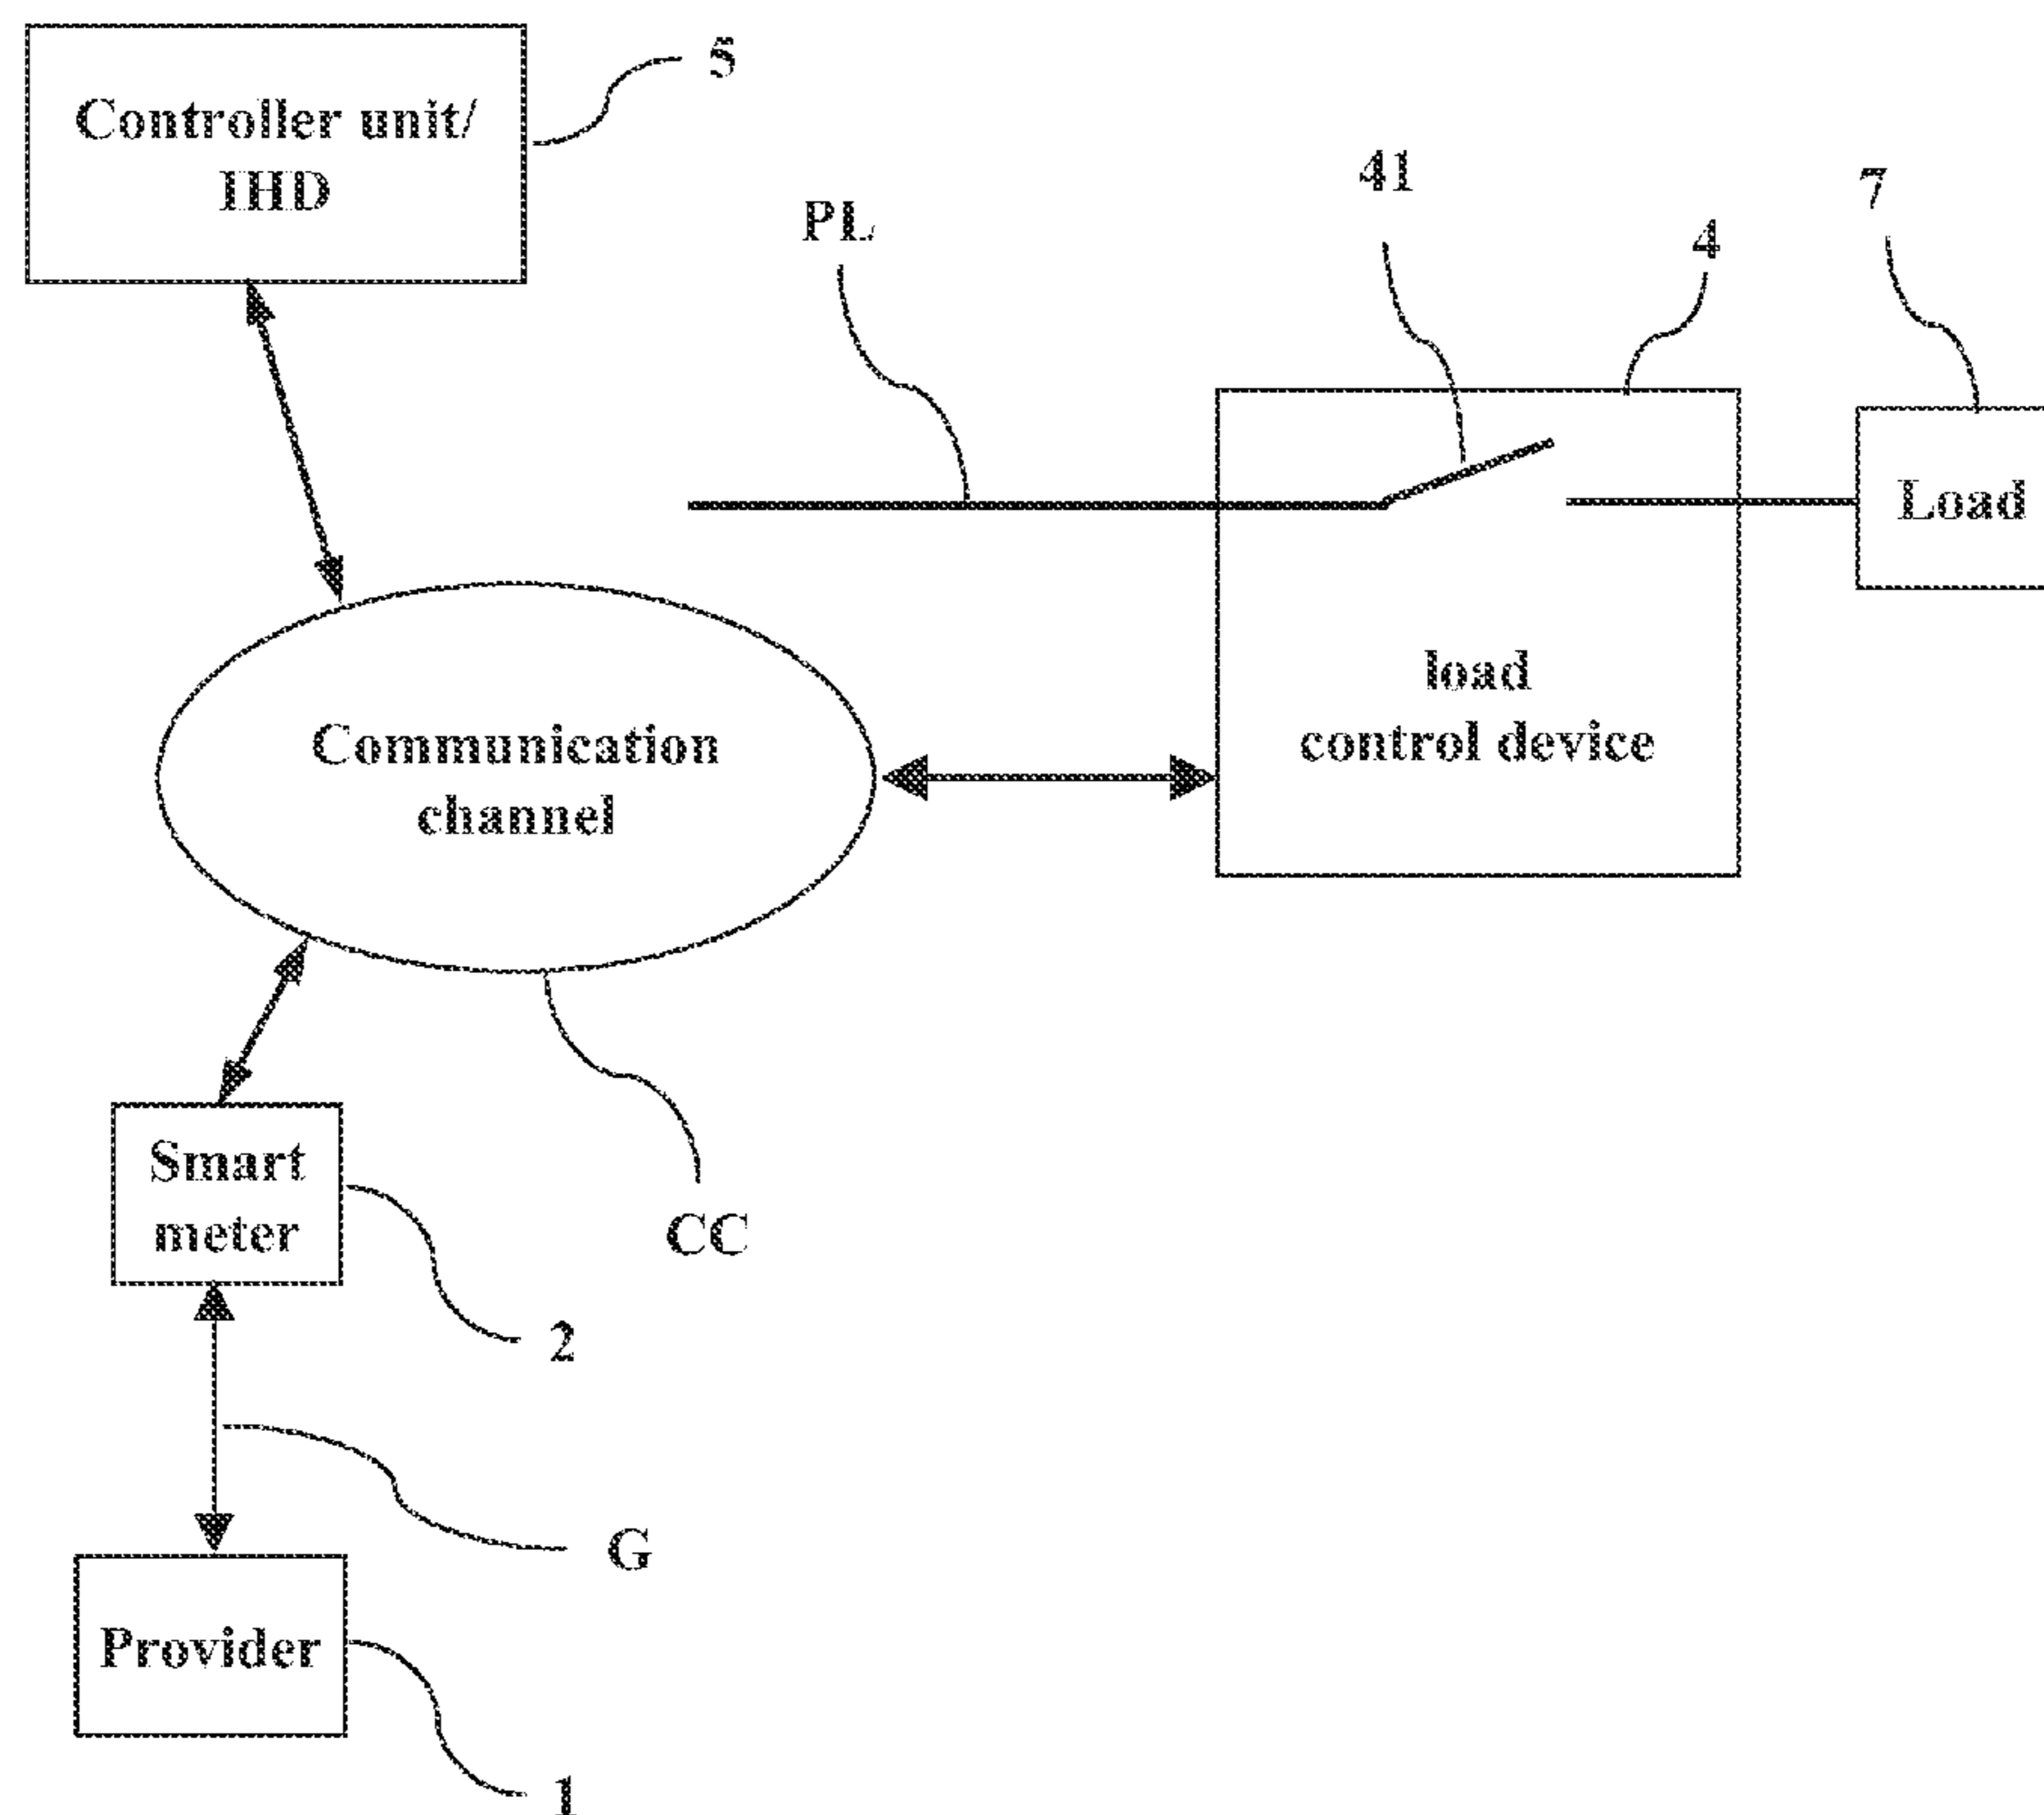 5
Controller unit/
IHD
41
7
PL
4
Load
load
control device
Communication
channel
Smart
meter
CC
2
G
Provider
1